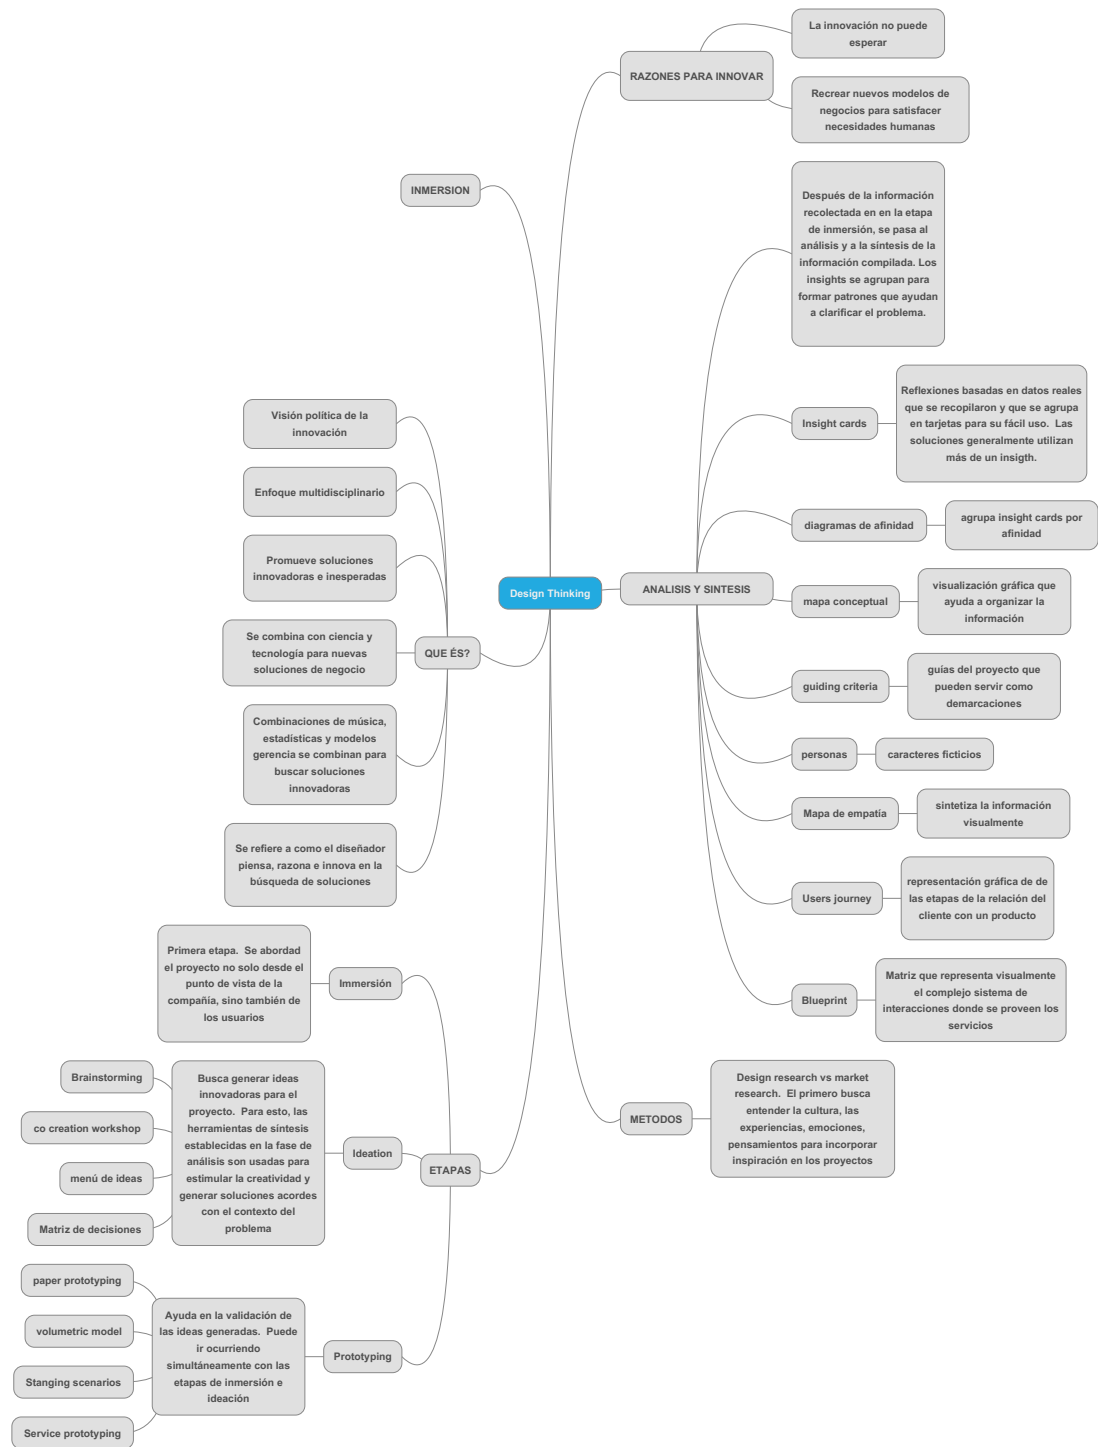 Design Thinking
RAZONES PARA INNOVAR
La innovación no puede
esperar
Recrear nuevos modelos de
negocios para satisfacer
necesidades humanas
ANALISIS Y SINTESIS
Después de la información
recolectada en en la etapa
de inmersión, se pasa al
análisis y a la síntesis de la
información compilada. Los
insights se agrupan para
formar patrones que ayudan
a clarificar el problema.
Insight cards
Reflexiones basadas en datos reales
que se recopilaron y que se agrupa
en tarjetas para su fácil uso.  Las
soluciones generalmente utilizan
más de un insigth.
diagramas de afinidad
agrupa insight cards por
afinidad
mapa conceptual
visualización gráfica que
ayuda a organizar la
información
guiding criteria
guías del proyecto que
pueden servir como
demarcaciones
personas
caracteres ficticios
Mapa de empatía
sintetiza la información
visualmente
Users journey
representación gráfica de de
las etapas de la relación del
cliente con un producto
Blueprint
Matriz que representa visualmente
el complejo sistema de
interacciones donde se proveen los
servicios
METODOS
Design research vs market
research.  El primero busca
entender la cultura, las
experiencias, emociones,
pensamientos para incorporar
inspiración en los proyectos
INMERSION
QUE ÉS?
Visión política de la
innovación
Enfoque multidisciplinario
Promueve soluciones
innovadoras e inesperadas
Se combina con ciencia y
tecnología para nuevas
soluciones de negocio
Combinaciones de música,
estadísticas y modelos
gerencia se combinan para
buscar soluciones
innovadoras
Se refiere a como el diseñador
piensa, razona e innova en la
búsqueda de soluciones
ETAPAS
Immersión
Primera etapa.  Se abordad
el proyecto no solo desde el
punto de vista de la
compañía, sino también de
los usuarios
Ideation
Busca generar ideas
innovadoras para el
proyecto.  Para esto, las
herramientas de síntesis
establecidas en la fase de
análisis son usadas para
estimular la creatividad y
generar soluciones acordes
con el contexto del
problema
Brainstorming
co creation workshop
menú de ideas
Matriz de decisiones
Prototyping
Ayuda en la validación de
las ideas generadas.  Puede
ir ocurriendo
simultáneamente con las
etapas de inmersión e
ideación
paper prototyping
volumetric model
Stanging scenarios
Service prototyping